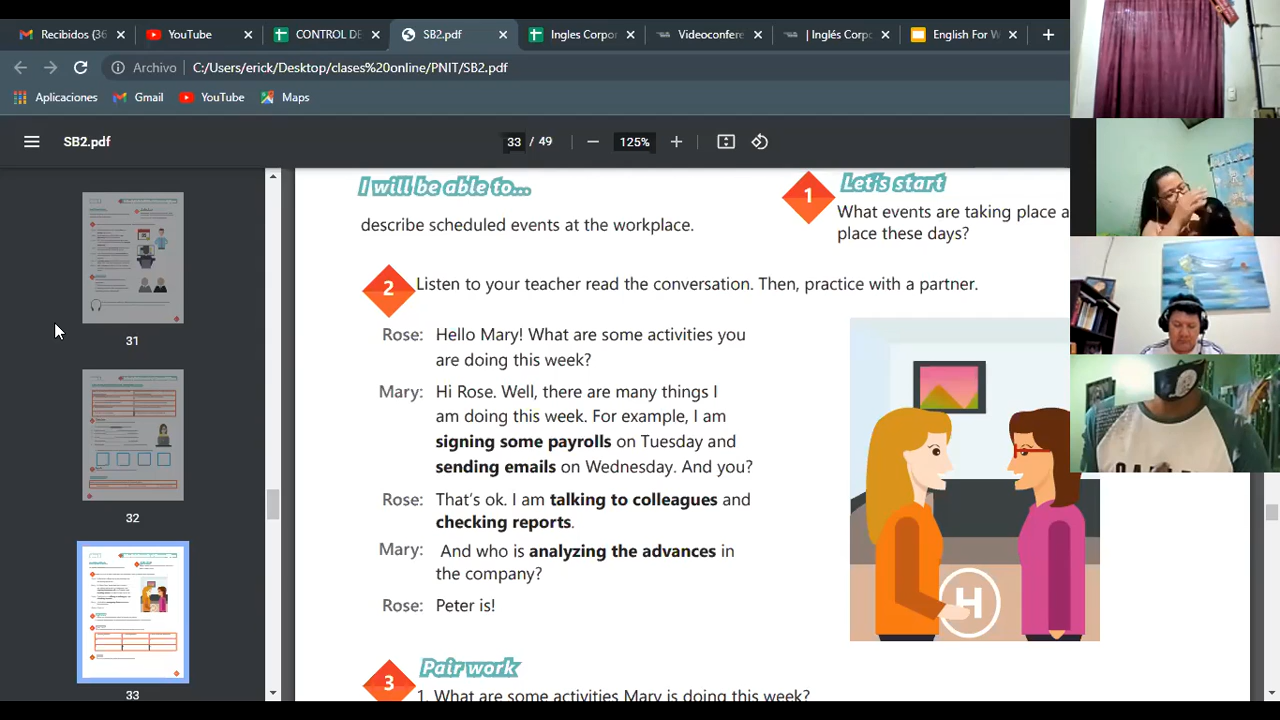 Recibidos (36
YouTube
CONTROL DE
SB2.pdf
Ingles Corpor
Videoconfere
| Inglés Corp
English For W
Archivo
C:/Users/erick/Desktop/clases%20online/PNIT/SB2.pdf
Aplicaciones
Gmail
YouTube
Maps
SB2.pdf
33 / 49
125%
31
32
33
I will be able to...
describe scheduled events at the workplace.
1
Let's start
What events are taking place a
place these days?
2
Listen to your teacher read the conversation. Then, practice with a partner.
Rose: Hello Mary! What are some activities you
are doing this week?
Mary: Hi Rose. Well, there are many things I
am doing this week. For example, I am
signing some payrolls on Tuesday and
sending emails on Wednesday. And you?
Rose: That's ok. I am talking to colleagues and
checking reports.
Mary: And who is analyzing the advances in
the company?
Rose: Peter is!
3
Pair work
1. What are some activities Mary is doing this week?